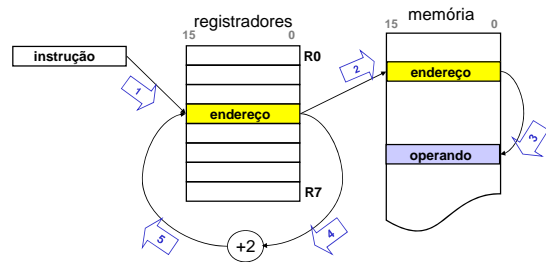 registradores
memória
15
0
15
0
instrução
R0
1
2
endereço
endereço
3
operando
R7
5
+2
4